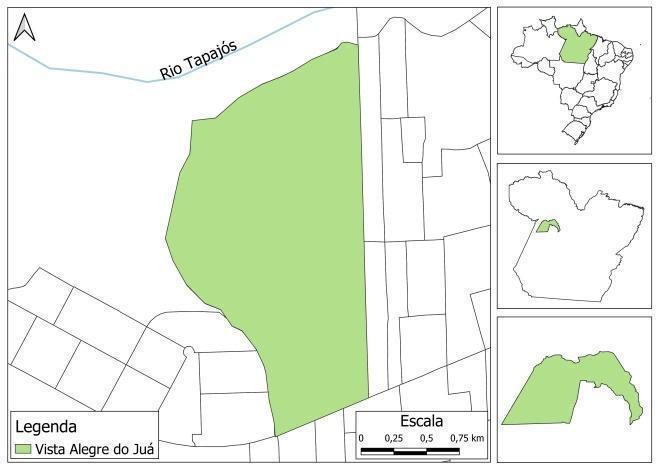 Rio Tapajós
Legenda
Vista Alegre do Juá
Escala
0 0,25 0,5 0,75 km